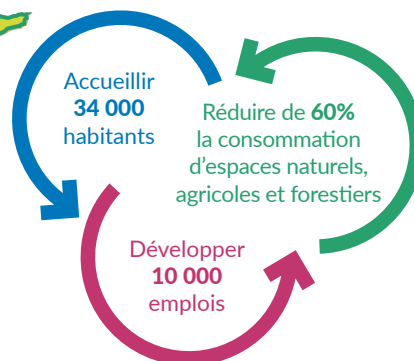 Accueillir
34 000
habitants
Réduire de 60%
la consommation
d'espaces naturels,
agricoles et forestiers
Développer
10 000
emplois